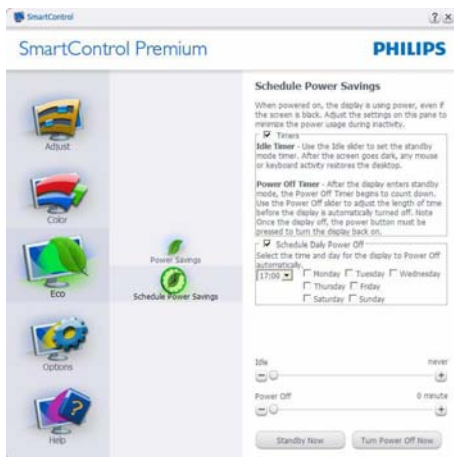 SmartControl
SmartControl Premium
PHILIPS
Adjust
Color
Eco
Options
Help
Power Savings
Schedule Power Savings
Schedule Power Savings
When powered on, the display is using power, even if
the screen is black. Adjust the settings on this pane to
minimize the power usage during inactivity.
Timers
Idle Timer - Use the Idle slider to set the standby
mode timer. After the screen goes dark, any mouse
or keyboard activity restores the desktop.
Power Off Timer - After the display enters standby
mode, the Power Off Timer begins to count down.
Use the Power Off slider to adjust the length of time
before the display is automatically turned off. Note
Once the display off, the power button must be
pressed to turn the display back on.
Schedule Daily Power Off
Select the time and day for the display to Power Off
automatically.
17:00 Monday Tuesday Wednesday
Thursday Friday
Saturday Sunday
Idle never
Power Off 0 minute
Standby Now Turn Power Off Now